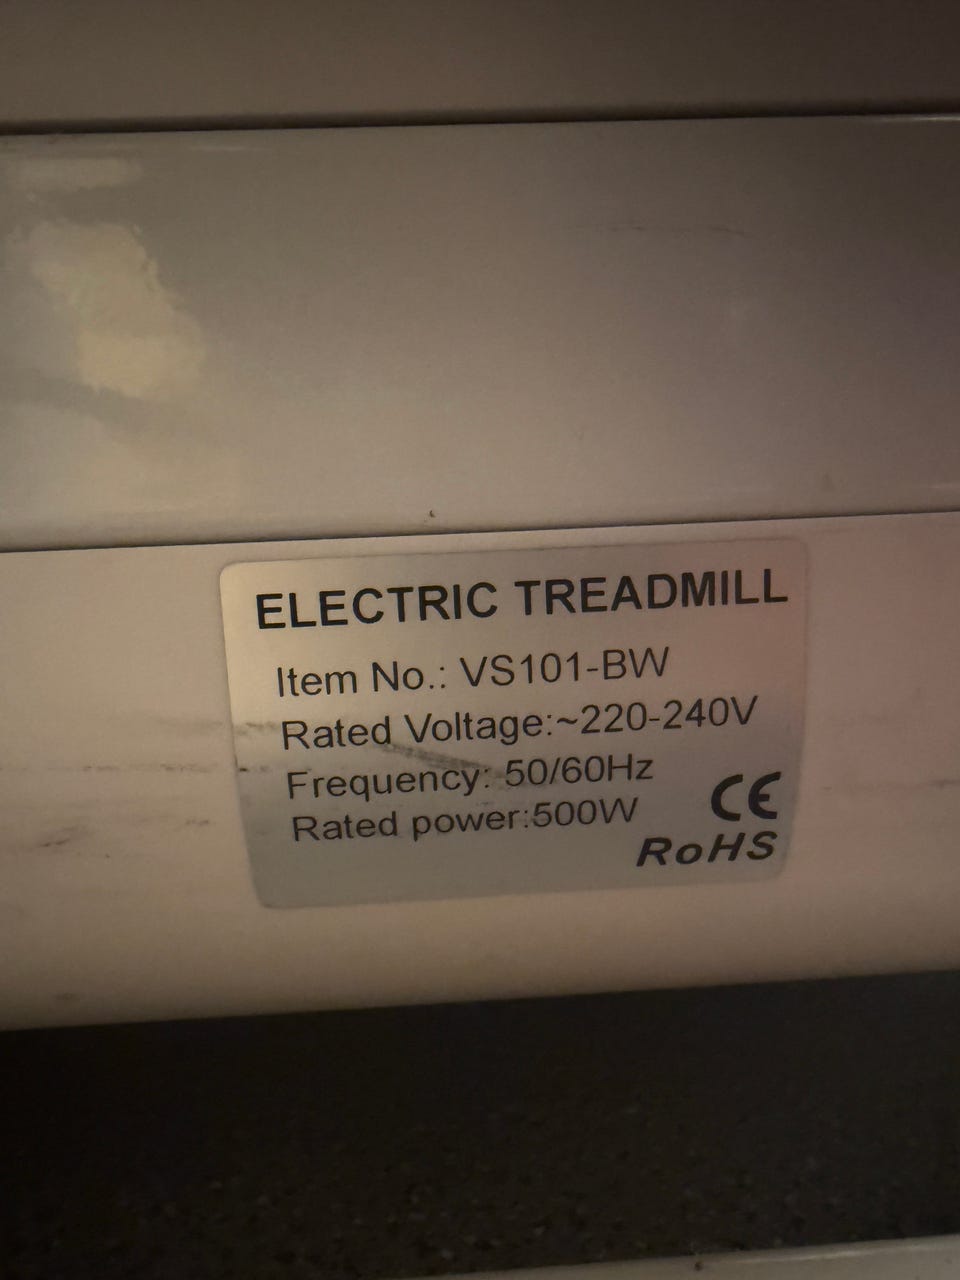 ELECTRIC TREADMILL
Item No.: VS101-BW
Rated Voltage:~220-240V
Frequency: 50/60Hz
Rated power:500W
CE
RoHS